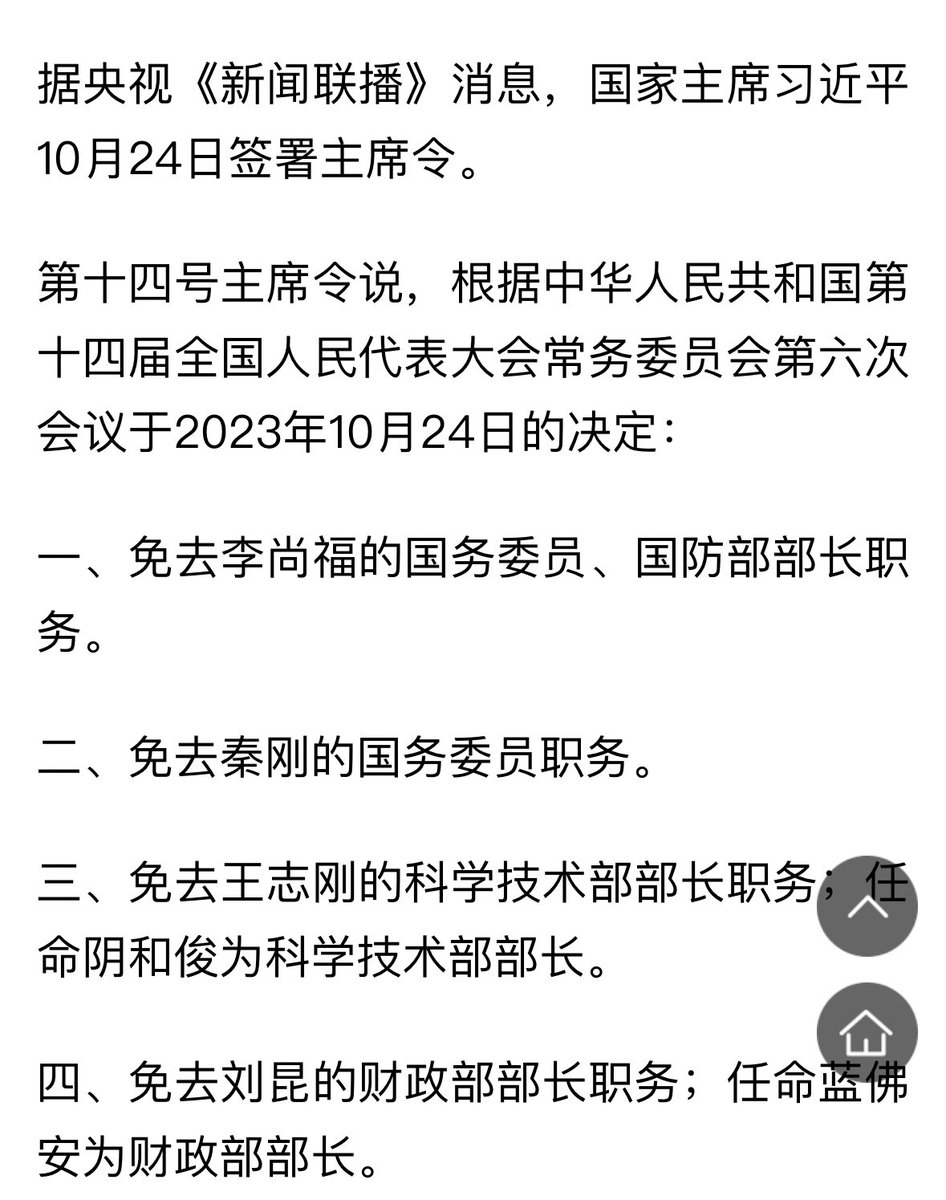 据央视《新闻联播》消息，国家主席习近平
10月24日签署主席令。
第十四号主席令说，根据中华人民共和国第
十四届全国人民代表大会常务委员会第六次
会议于2023年10月24日的决定：
一、免去李尚福的国务委员、国防部部长职
务。
二、免去秦刚的国务委员职务。
三、免去王志刚的科学技术部部长职务；任
命阴和俊为科学技术部部长。
四、免去刘昆的财政部部长职务；任命蓝佛
安为财政部部长。